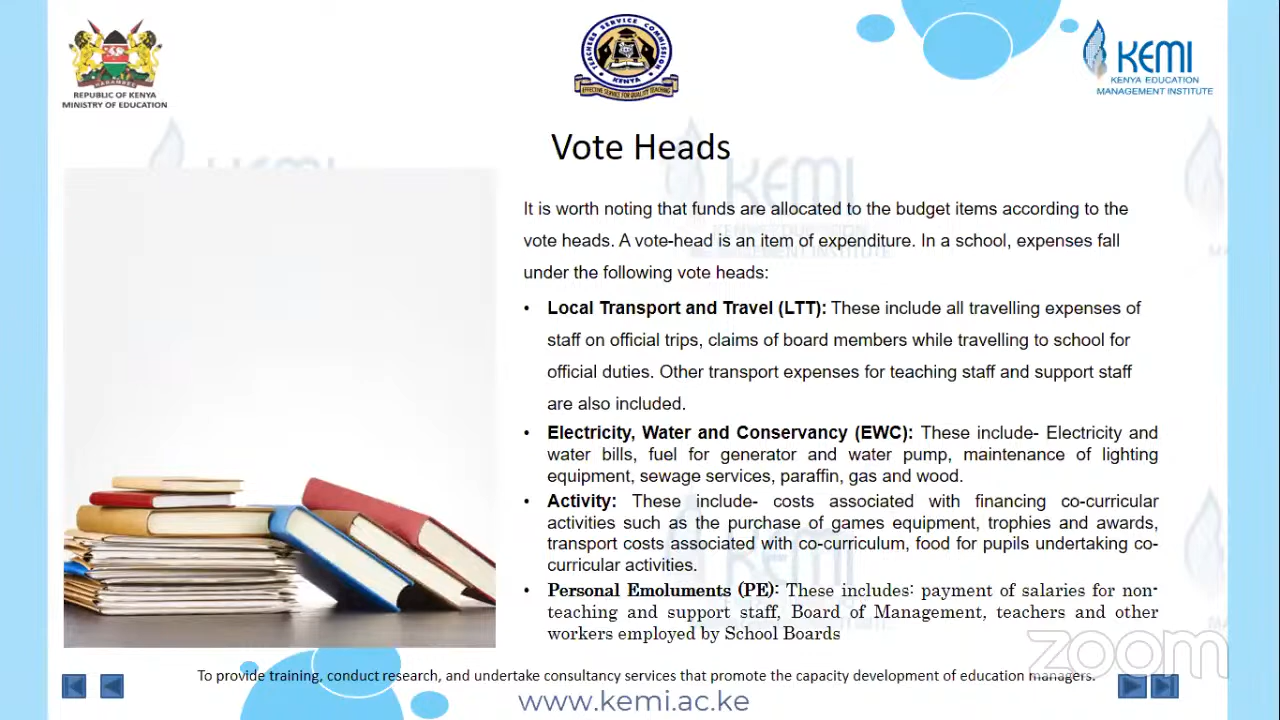 REPUBLIC OF KENYA
MINISTRY OF EDUCATION
TEACHERS SERVICE COMMISSION
KENYA
EFFECTIVE SERVICE FOR QUALITY TEACHING
KEMI
KENYA EDUCATION
MANAGEMENT INSTITUTE
Vote Heads
It is worth noting that funds are allocated to the budget items according to the
vote heads. A vote-head is an item of expenditure. In a school, expenses fall
under the following vote heads:
• Local Transport and Travel (LTT): These include all travelling expenses of
staff on official trips, claims of board members while travelling to school for
official duties. Other transport expenses for teaching staff and support staff
are also included.
• Electricity, Water and Conservancy (EWC): These include- Electricity and
water bills, fuel for generator and water pump, maintenance of lighting
equipment, sewage services, paraffin, gas and wood.
• Activity: These include- costs associated with financing co-curricular
activities such as the purchase of games equipment, trophies and awards,
transport costs associated with co-curriculum, food for pupils undertaking co-
curricular activities.
• Personal Emoluments (PE): These includes: payment of salaries for non-
teaching and support staff, Board of Management, teachers and other
workers employed by School Boards
zoom
To provide training, conduct research, and undertake consultancy services that promote the capacity development of education managers.
www.kemi.ac.ke